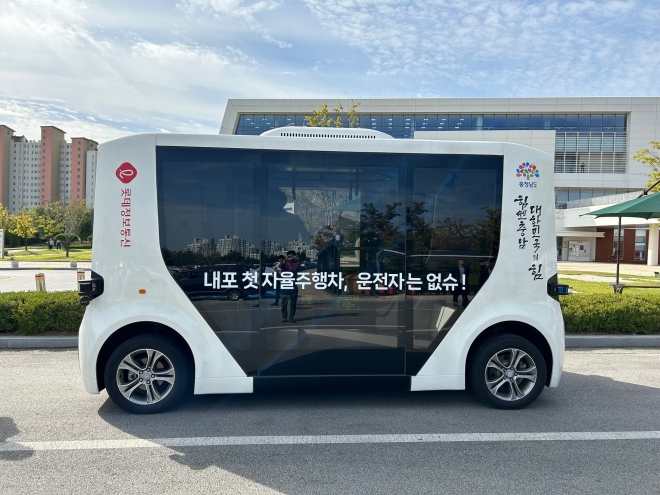 롯데정보통신
충청남도
힘쎈충남
대한민국의 힘
내포 첫 자율주행차, 운전자는 없슈!